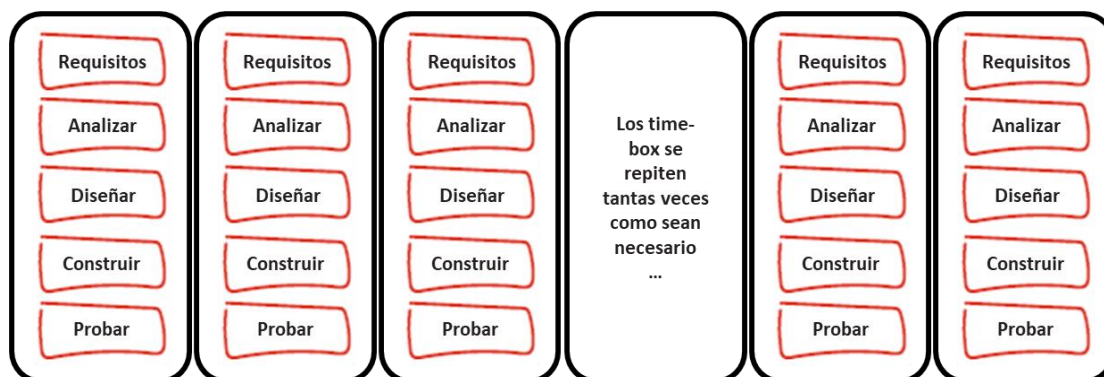 Requisitos
Analizar
Diseñar
Construir
Probar
Requisitos
Analizar
Diseñar
Construir
Probar
Requisitos
Analizar
Diseñar
Construir
Probar
Los time-
box se
repiten
tantas veces
como sean
necesario
...
Requisitos
Analizar
Diseñar
Construir
Probar
Requisitos
Analizar
Diseñar
Construir
Probar